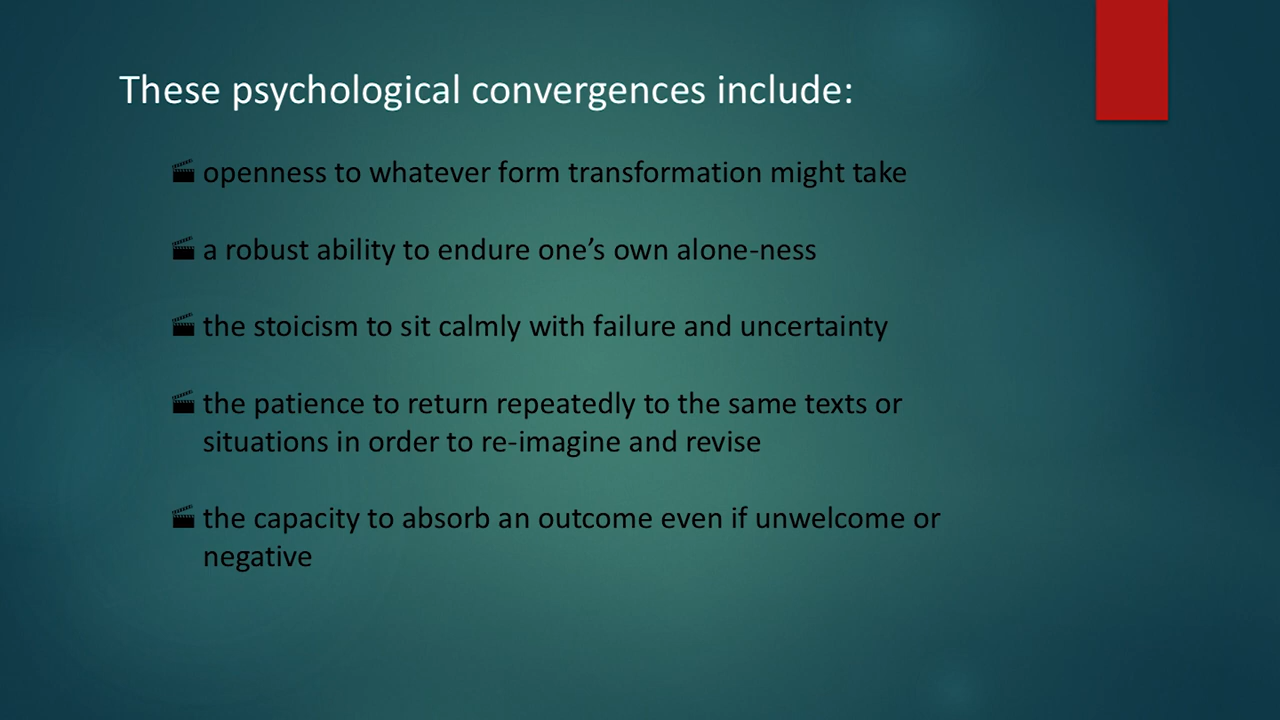 These psychological convergences include:
openness to whatever form transformation might take
a robust ability to endure one’s own alone-ness
the stoicism to sit calmly with failure and uncertainty
the patience to return repeatedly to the same texts or
situations in order to re-imagine and revise
the capacity to absorb an outcome even if unwelcome or
negative